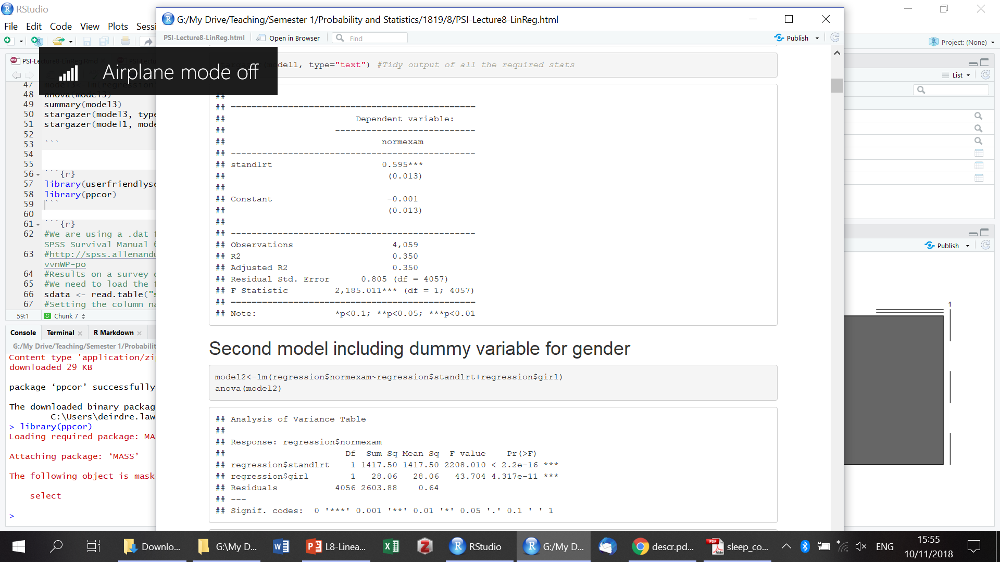 RStudio
File Edit Code View Plots Sessi
Project: (None)
PSI-Lecture8-LinReg.Rmd
Airplane mode off
47
48 anova(model3)
49 summary(model3)
50 stargazer(model3, type
51 stargazer(model1, mode
52
53 ```
54
55
56 ```{r}
57 library(userfriendlysc
58 library(ppcor)
59 ```
60
61 ```{r}
62 #We are using a .dat f
SPSS Survival Manual 6
63 #http://spss.allenandu
vvnWP-po
64 #Results on a survey o
65 #We need to load the f
66 sdata <- read.table("s
67 #Setting the column na
59:1 Chunk 7
Console Terminal R Markdown
G:/My Drive/Teaching/Semester 1/Probabilit
Content type 'application/zi
downloaded 29 KB
package ‘ppcor’ successfully
The downloaded binary packag
C:\Users\deirdre.law
> library(ppcor)
Loading required package: MA
Attaching package: ‘MASS’
The following object is mask
select
>
G:/My Drive/Teaching/Semester 1/Probability and Statistics/1819/8/PSI-Lecture8-LinReg.html
PSI-Lecture8-LinReg.html Open in Browser Find Publish
model1, type="text") #Tidy output of all the required stats
##
## ===============================================
## Dependent variable:
## ---------------------------
## normexam
## -----------------------------------------------
## standlrt 0.595***
## (0.013)
##
## Constant -0.001
## (0.013)
##
## -----------------------------------------------
## Observations 4,059
## R2 0.350
## Adjusted R2 0.350
## Residual Std. Error 0.805 (df = 4057)
## F Statistic 2,185.011*** (df = 1; 4057)
## ===============================================
## Note: *p<0.1; **p<0.05; ***p<0.01
Second model including dummy variable for gender
model2<-lm(regression$normexam~regression$standlrt+regression$girl)
anova(model2)
## Analysis of Variance Table
##
## Response: regression$normexam
## Df Sum Sq Mean Sq F value Pr(>F)
## regression$standlrt 1 1417.50 1417.50 2208.010 < 2.2e-16 ***
## regression$girl 1 28.06 28.06 43.704 4.317e-11 ***
## Residuals 4056 2603.88 0.64
## ---
## Signif. codes: 0 '***' 0.001 '**' 0.01 '*' 0.05 '.' 0.1 ' ' 1
List
Publish
1
Downlo... G:\My D... L8-Linea... RStudio G:/My D... descr.pd... sleep_co... ENG
15:55
10/11/2018